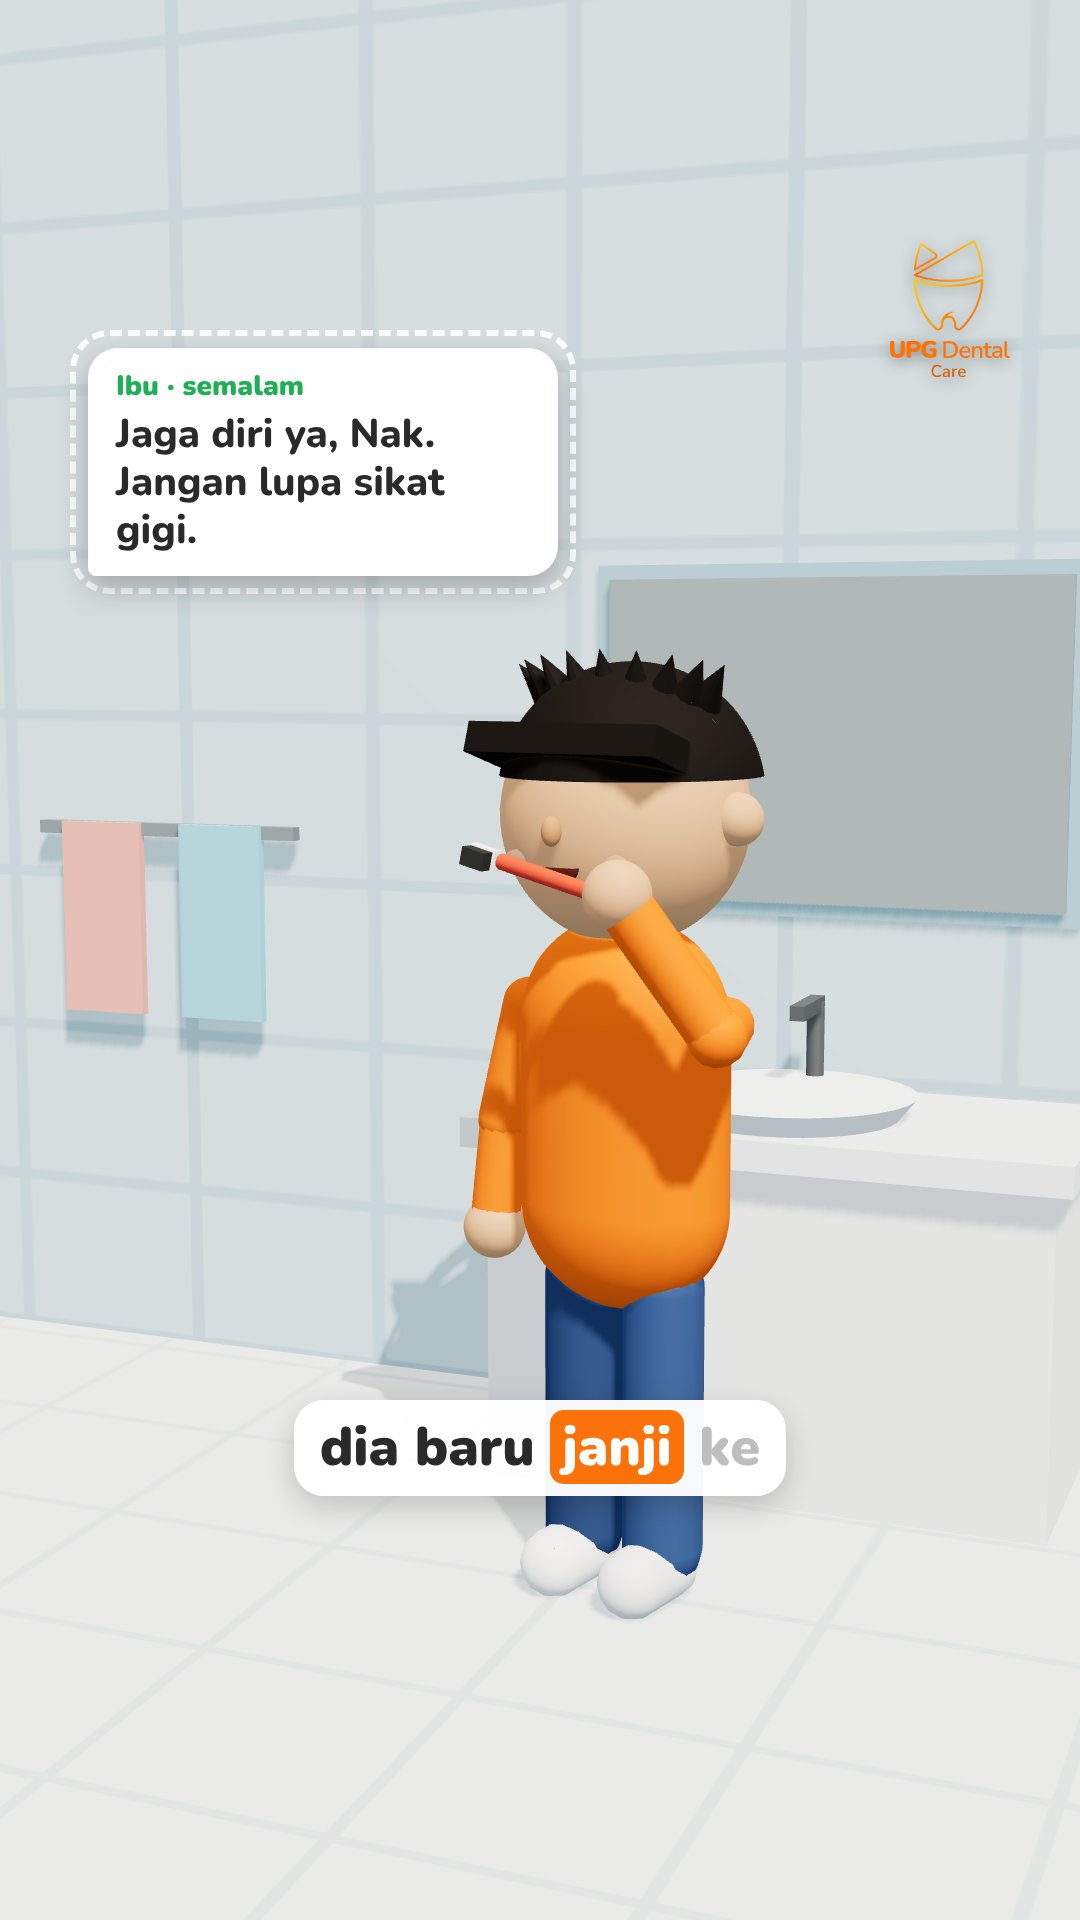 UPG Dental
Care
Ibu · semalam
Jaga diri ya, Nak.
Jangan lupa sikat
gigi.
dia baru janji ke